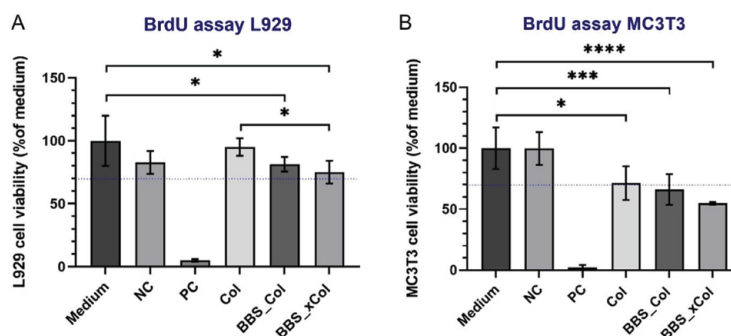 A
BrdU assay L929
L929 cell viability (%of medium)
150
100
50
0
*
*
*
Medium
NC
PC
Col
BBS_Col
BBS_xCol
B
BrdU assay MC3T3
MC3T3 cell viability (%of medium)
150
100
50
0
****
***
*
Medium
NC
PC
Col
BBS_Col
BBS_xCol